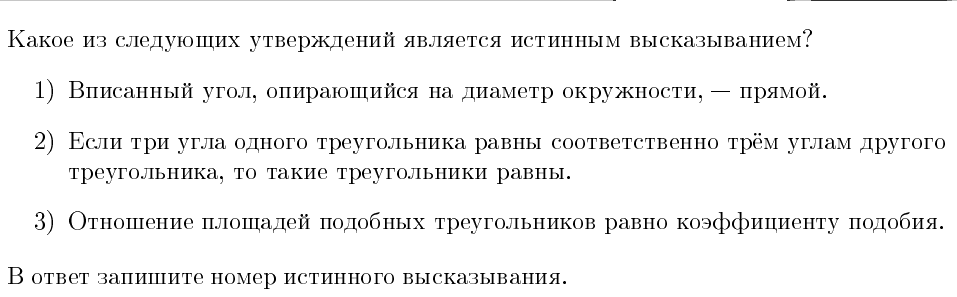 Какое из следующих утверждений является истинным высказыванием?
1) Вписанный угол, опирающийся на диаметр окружности, — прямой.
2) Если три угла одного треугольника равны соответственно трём углам другого
треугольника, то такие треугольники равны.
3) Отношение площадей подобных треугольников равно коэффициенту подобия.
В ответ запишите номер истинного высказывания.